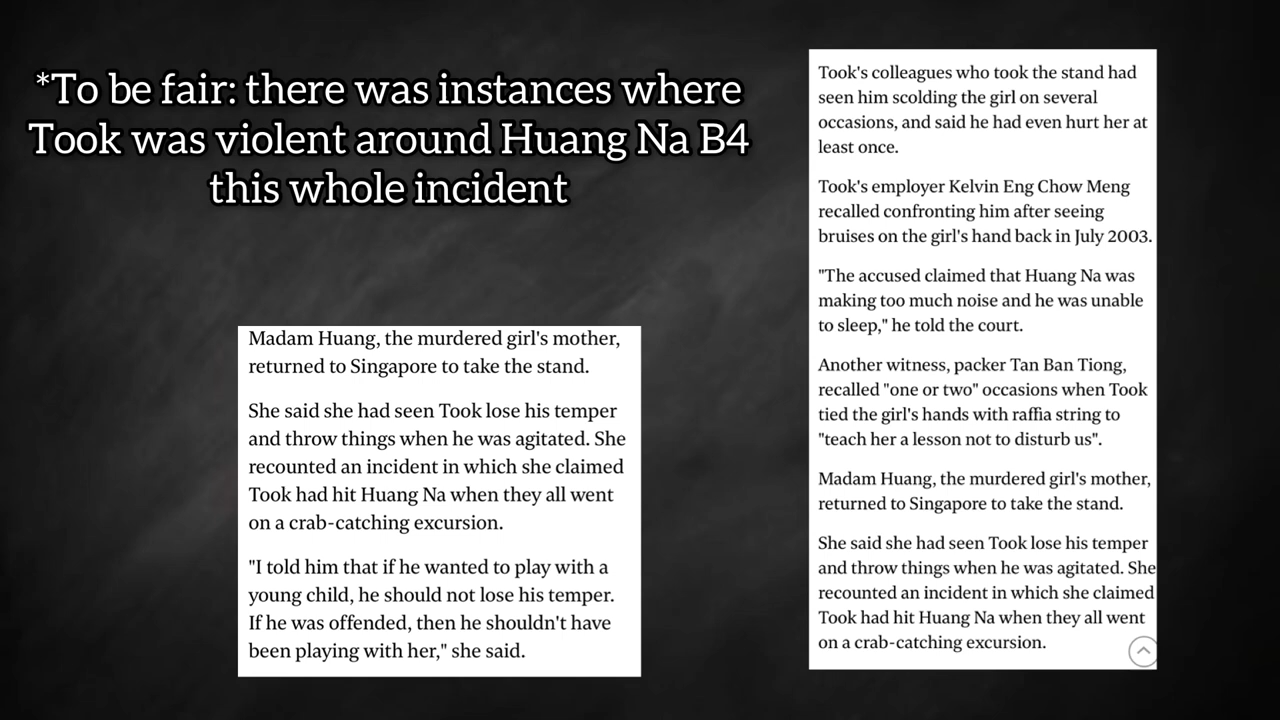 *To be fair: there was instances where
Took was violent around Huang Na B4
this whole incident
Madam Huang, the murdered girl's mother,
returned to Singapore to take the stand.
She said she had seen Took lose his temper
and throw things when he was agitated. She
recounted an incident in which she claimed
Took had hit Huang Na when they all went
on a crab-catching excursion.
"I told him that if he wanted to play with a
young child, he should not lose his temper.
If he was offended, then he shouldn't have
been playing with her," she said.
Took's colleagues who took the stand had
seen him scolding the girl on several
occasions, and said he had even hurt her at
least once.
Took's employer Kelvin Eng Chow Meng
recalled confronting him after seeing
bruises on the girl's hand back in July 2003.
"The accused claimed that Huang Na was
making too much noise and he was unable
to sleep," he told the court.
Another witness, packer Tan Ban Tiong,
recalled "one or two" occasions when Took
tied the girl's hands with raffia string to
"teach her a lesson not to disturb us".
Madam Huang, the murdered girl's mother,
returned to Singapore to take the stand.
She said she had seen Took lose his temper
and throw things when he was agitated. She
recounted an incident in which she claimed
Took had hit Huang Na when they all went
on a crab-catching excursion.